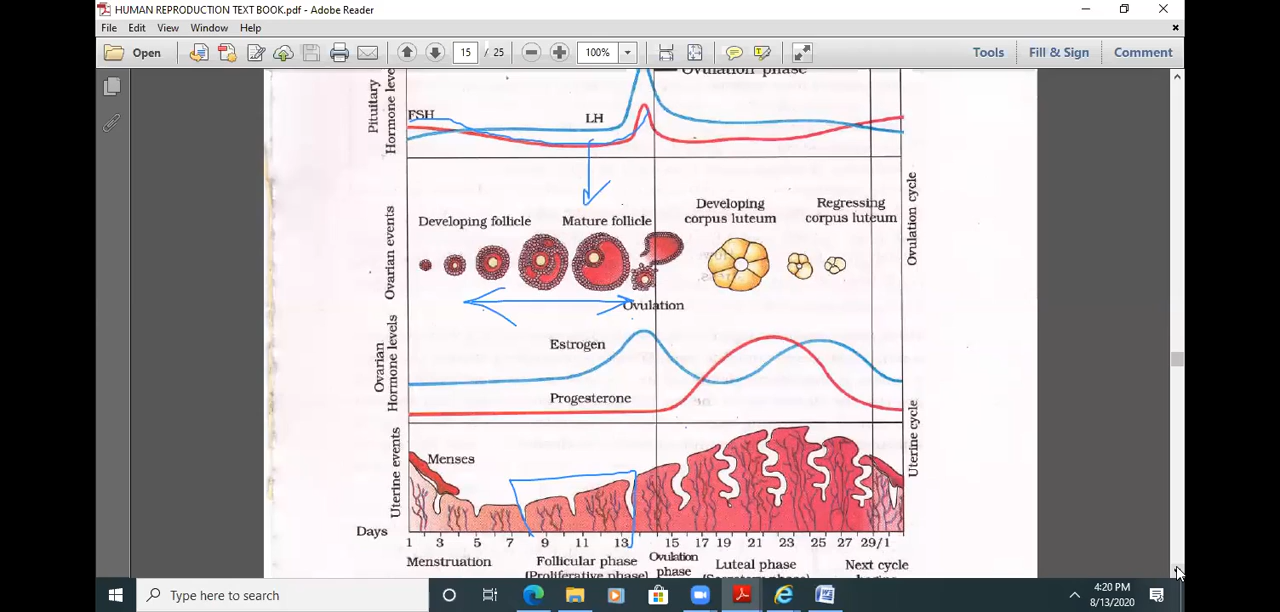 HUMAN REPRODUCTION TEXT BOOK.pdf - Adobe Reader
File Edit View Window Help
Open 15 / 25 100% Tools Fill & Sign Comment
Ovulation phase
Pituitary
Hormone level
FSH
LH
Ovulation cycle
Ovarian events
Developing follicle
Mature follicle
Developing
corpus luteum
Regressing
corpus luteum
Ovulation
Ovarian
Hormone levels
Estrogen
Progesterone
Uterine cycle
Uterine events
Menses
Days
1 3 5 7 9 11 13 15 17 19 21 23 25 27 29/1
Menstruation
Follicular phase
(Proliferative phase)
Ovulation
phase
Luteal phase
(Secretory phase)
Next cycle
begins
Type here to search
4:20 PM
8/13/2020